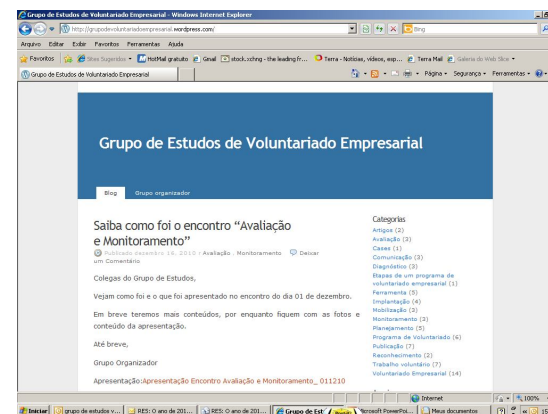 Grupo de Estudos de Voluntariado Empresarial - Windows Internet Explorer
http://grupodevoluntariadoempresarial.wordpress.com/
Bing
Arquivo Editar Exibir Favoritos Ferramentas Ajuda
Favoritos Sites Sugeridos HotMail gratuito Gmail stock.xchng - the leading fr... Terra - Notícias, vídeos, esp... Terra Mail Galeria do Web Slice
Grupo de Estudos de Voluntariado Empresarial
Página Segurança Ferramentas
Grupo de Estudos de Voluntariado Empresarial
Blog Grupo organizador
Saiba como foi o encontro “Avaliação
e Monitoramento”
Publicado dezembro 16, 2010 / Avaliação , Monitoramento Deixar
um Comentário
Colegas do Grupo de Estudos,
Vejam como foi e o que foi apresentado no encontro do dia 01 de dezembro.
Em breve teremos mais conteúdos, por enquanto fiquem com as fotos e
conteúdo da apresentação.
Até breve,
Grupo Organizador
Apresentação:Apresentação Encontro Avaliação e Monitoramento_ 011210
Categorias
Artigos (2)
Avaliação (3)
Cases (1)
Comunicação (3)
Diagnóstico (3)
Etapas de um programa de
voluntariado empresarial (1)
Ferramenta (5)
Implantação (4)
Mobilização (3)
Monitoramento (3)
Planejamento (5)
Programa de Voluntariado (6)
Publicação (7)
Reconhecimento (2)
Trabalho voluntário (7)
Voluntariado Empresarial (14)
Internet 100%
Iniciar grupo de estudos v... RES: O ano de 201... RES: O ano de 201... Grupo de Est Microsoft PowerPoi... Meus documentos